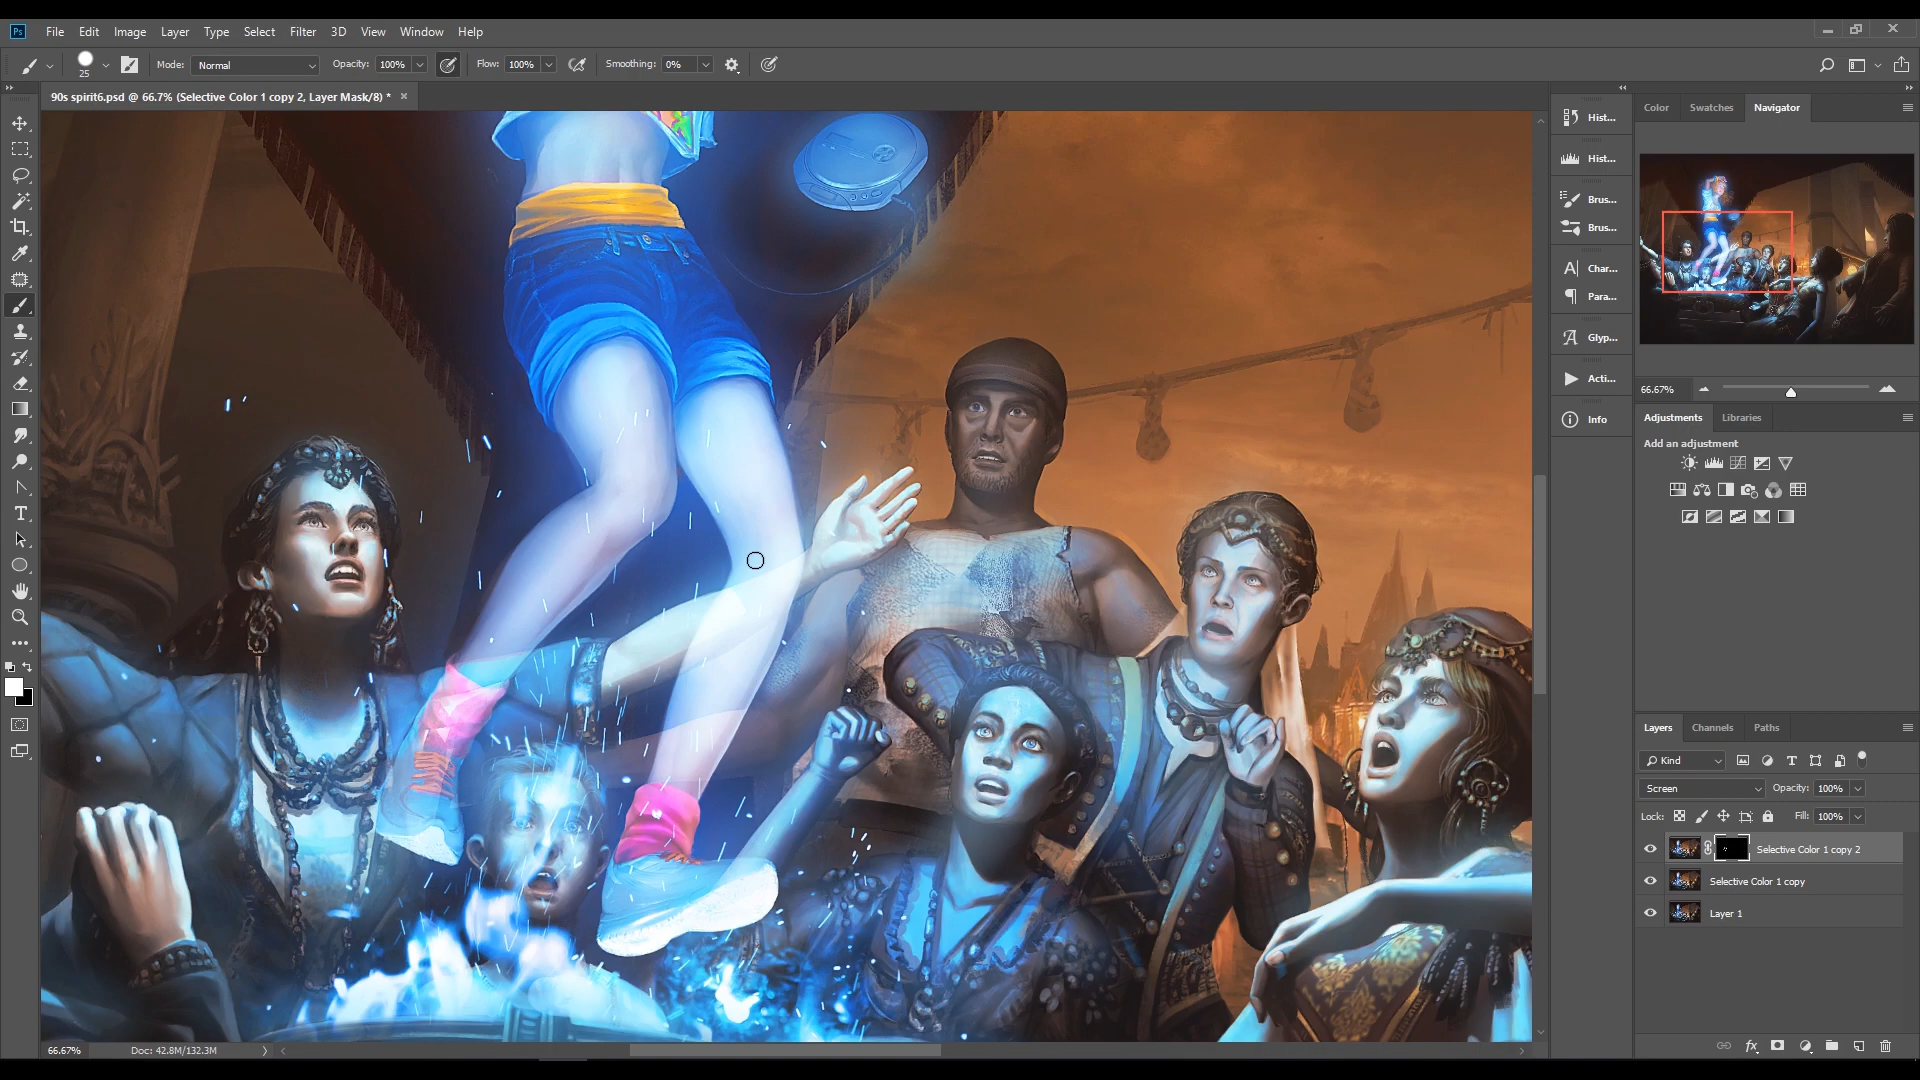 Ps File Edit Image Layer Type Select Filter 3D View Window Help
25 Mode: Normal Opacity: 100% Flow: 100% Smoothing: 0%
90s spirit6.psd @ 66.7% (Selective Color 1 copy 2, Layer Mask/8) * ×
Hist...
Hist...
Brus...
Brus...
Char...
Para...
Glyp...
Acti...
Info
Color Swatches Navigator
66.67%
Adjustments Libraries
Add an adjustment
Layers Channels Paths
Kind
Screen Opacity: 100%
Lock: Fill: 100%
Selective Color 1 copy 2
Selective Color 1 copy
Layer 1
fx
66.67% Doc: 42.8M/132.3M